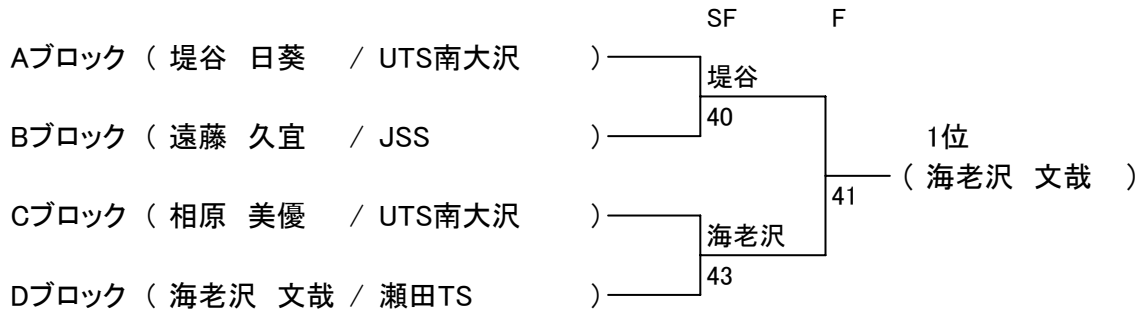 SF F
Aブロック ( 堤谷 日葵 / UTS南大沢 )
堤谷
40
Bブロック ( 遠藤 久宜 / JSS )
1位
( 海老沢 文哉 )
41
Cブロック ( 相原 美優 / UTS南大沢 )
海老沢
43
Dブロック ( 海老沢 文哉 / 瀬田TS )